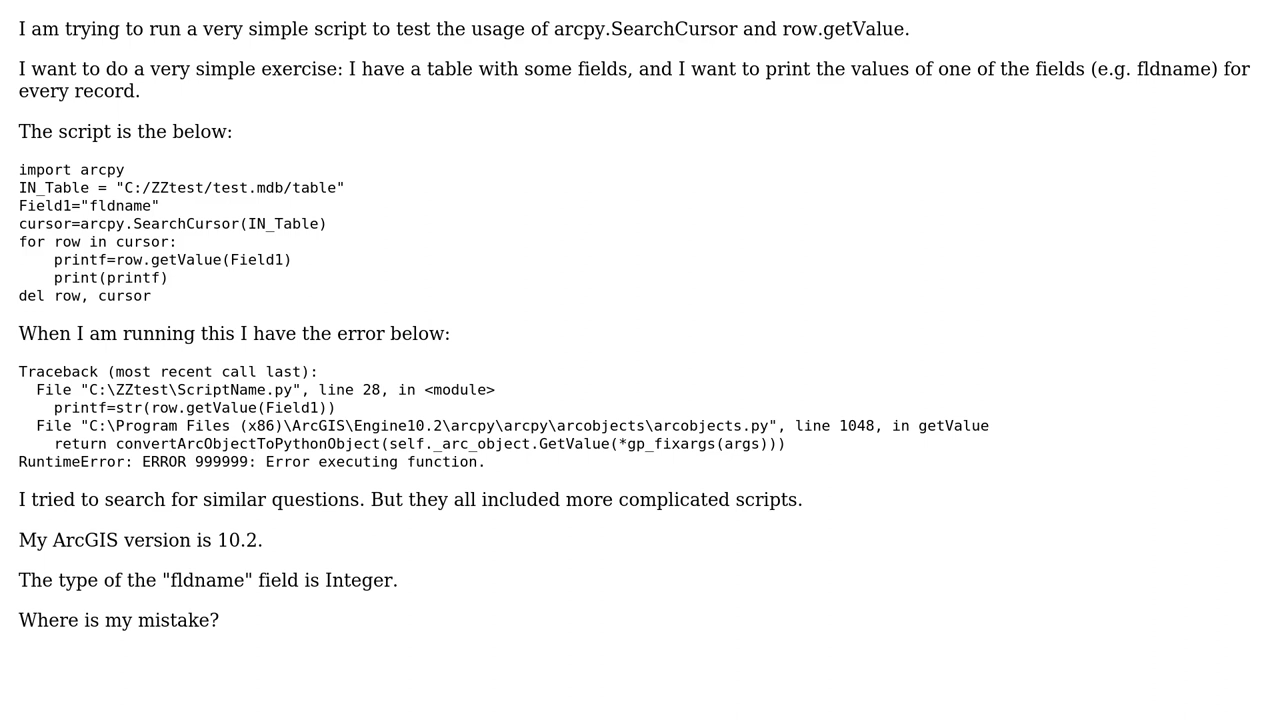 I am trying to run a very simple script to test the usage of arcpy.SearchCursor and row.getValue.
I want to do a very simple exercise: I have a table with some fields, and I want to print the values of one of the fields (e.g. fldname) for
every record.
The script is the below:
import arcpy
IN_Table = "C:/ZZtest/test.mdb/table"
Field1="fldname"
cursor=arcpy.SearchCursor(IN_Table)
for row in cursor:
    printf=row.getValue(Field1)
    print(printf)
del row, cursor
When I am running this I have the error below:
Traceback (most recent call last):
  File "C:\ZZtest\ScriptName.py", line 28, in <module>
    printf=str(row.getValue(Field1))
  File "C:\Program Files (x86)\ArcGIS\Engine10.2\arcpy\arcpy\arcobjects\arcobjects.py", line 1048, in getValue
    return convertArcObjectToPythonObject(self._arc_object.GetValue(*gp_fixargs(args)))
RuntimeError: ERROR 999999: Error executing function.
I tried to search for similar questions. But they all included more complicated scripts.
My ArcGIS version is 10.2.
The type of the "fldname" field is Integer.
Where is my mistake?